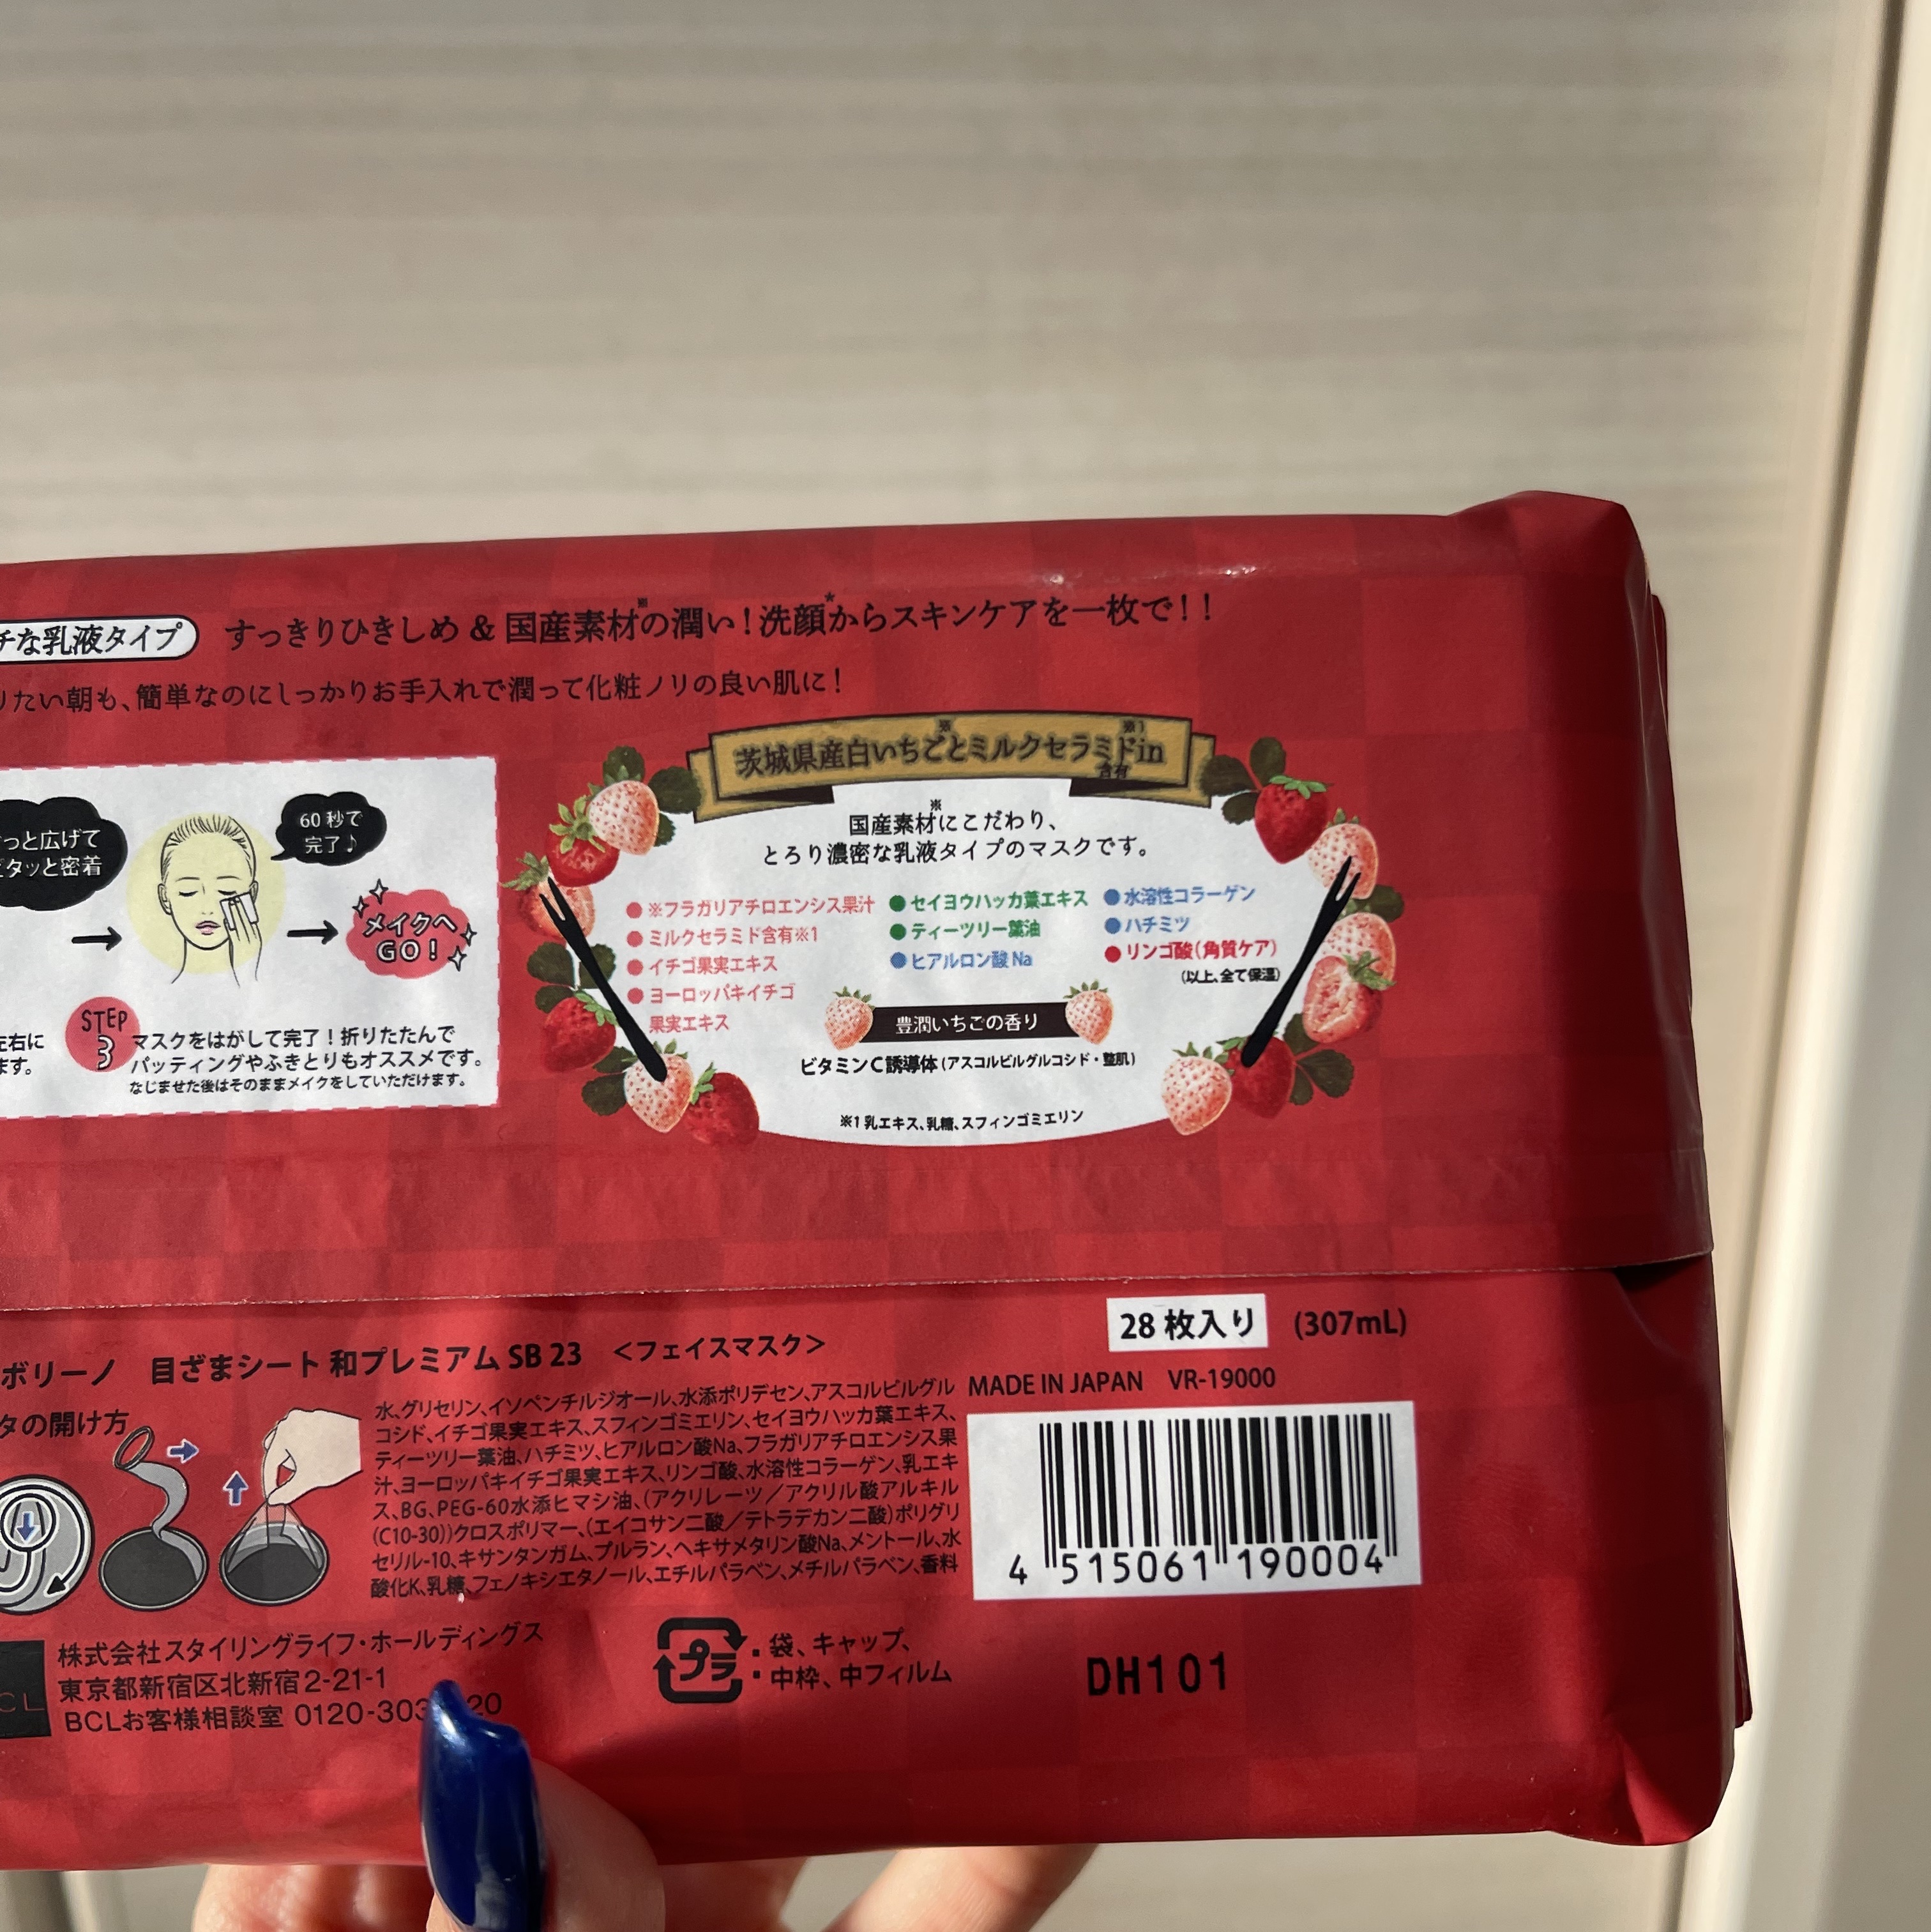 チな乳液タイプ すっきりひきしめ & 国産素材※の潤い！洗顔*からスキンケアを一枚で！！
りたい朝も、簡単なのにしっかりお手入れで潤って化粧ノリの良い肌に！
っと広げて
ピタッと密着
60秒で
完了♪
メイクへ
GO！
左右に
ます。
STEP
3
マスクをはがして完了！折りたたんで
パッティングやふきとりもオススメです。
なじませた後はそのままメイクをしていただけます。
茨城県産白いちご※とミルクセラミド※1in
含有
国産素材※にこだわり、
とろり濃密な乳液タイプのマスクです。
●※フラガリアチロエンシス果汁
●ミルクセラミド含有※1
●イチゴ果実エキス
●ヨーロッパキイチゴ
果実エキス
●セイヨウハッカ葉エキス
●ティーツリー葉油
●ヒアルロン酸Na
●水溶性コラーゲン
●ハチミツ
●リンゴ酸（角質ケア）
（以上、全て保湿）
豊潤いちごの香り
ビタミンC誘導体（アスコルビルグルコシド・整肌）
※1 乳エキス、乳糖、スフィンゴミエリン
ボリーノ 目ざまシート 和プレミアム SB 23 ＜フェイスマスク＞
タの開け方
水、グリセリン、イソペンチルジオール、水添ポリデセン、アスコルビルグル
コシド、イチゴ果実エキス、スフィンゴミエリン、セイヨウハッカ葉エキス、
ティーツリー葉油、ハチミツ、ヒアルロン酸Na、フラガリアチロエンシス果
汁、ヨーロッパキイチゴ果実エキス、リンゴ酸、水溶性コラーゲン、乳エキ
ス、BG、PEG-60水添ヒマシ油、（アクリレーツ／アクリル酸アルキル
（C10-30））クロスポリマー、（エイコサン二酸／テトラデカン二酸）ポリグリ
セリル-10、キサンタンガム、プルラン、ヘキサメタリン酸Na、メントール、水
酸化K、乳糖、フェノキシエタノール、エチルパラベン、メチルパラベン、香料
28枚入り (307mL)
MADE IN JAPAN VR-19000
4 515061 190004
CL
株式会社スタイリングライフ・ホールディングス
東京都新宿区北新宿2-21-1
BCLお客様相談室 0120-303 20
プラ
：袋、キャップ、
：中枠、中フィルム
DH101